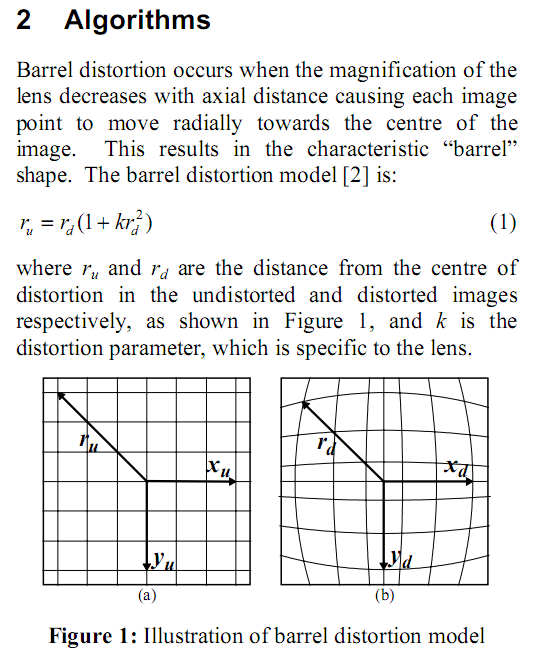 2 Algorithms
Barrel distortion occurs when the magnification of the
lens decreases with axial distance causing each image
point to move radially towards the centre of the
image. This results in the characteristic “barrel”
shape. The barrel distortion model [2] is:
r_u = r_d(1 + kr_d^2) (1)
where r_u and r_d are the distance from the centre of
distortion in the undistorted and distorted images
respectively, as shown in Figure 1, and k is the
distortion parameter, which is specific to the lens.
r_u
x_u
y_u
(a)
r_d
x_d
y_d
(b)
Figure 1: Illustration of barrel distortion model